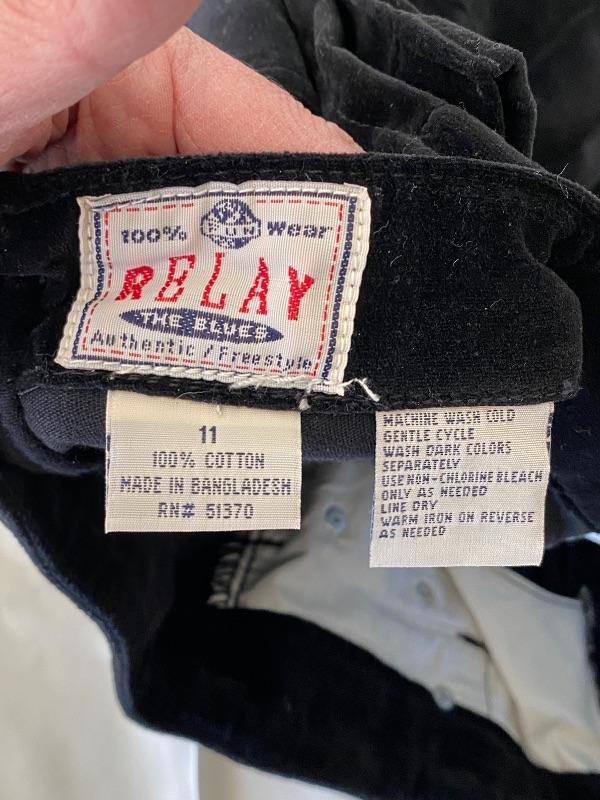 100% FUN wear
RELAY
THE BLUES
Authentic/Freestyle
11
100% COTTON
MADE IN BANGLADESH
RN# 51370
MACHINE WASH COLD
GENTLE CYCLE
WASH DARK COLORS
SEPARATELY
USE NON-CHLORINE BLEACH
ONLY AS NEEDED
LINE DRY
WARM IRON ON REVERSE
AS NEEDED